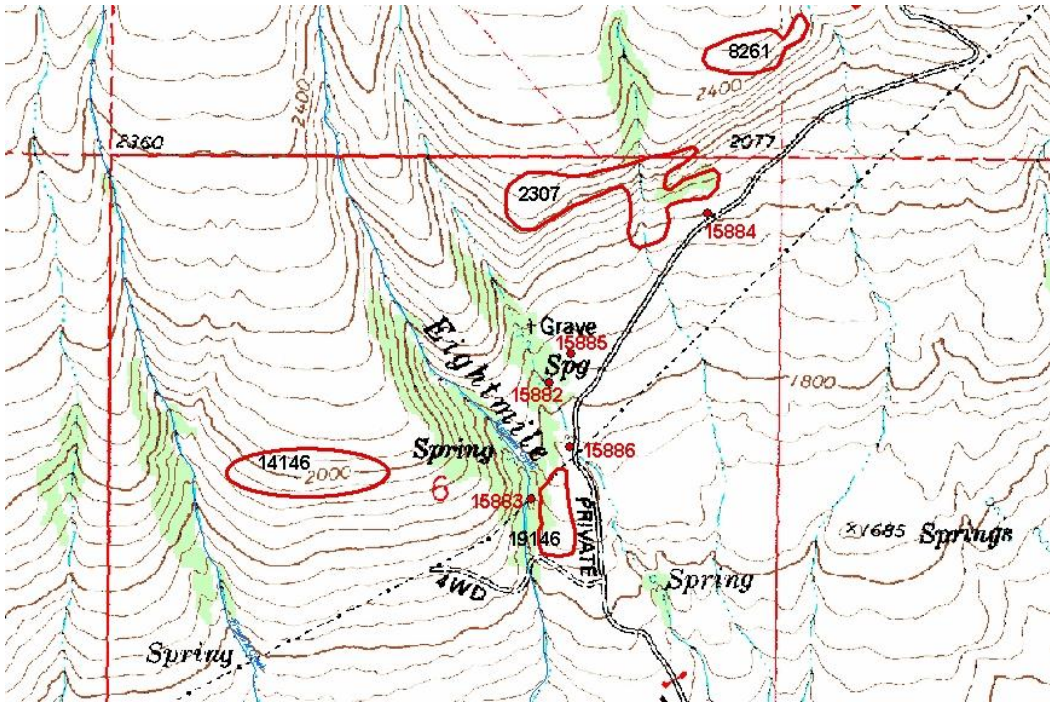 8261
2400
2400
2360
2077
2307
15884
Eightmile
Grave
15885
Spg
15882
1800
Spring
15886
14146
2000
6
15883
PRIVATE
19146
×1685 Springs
4WD
Spring
Spring